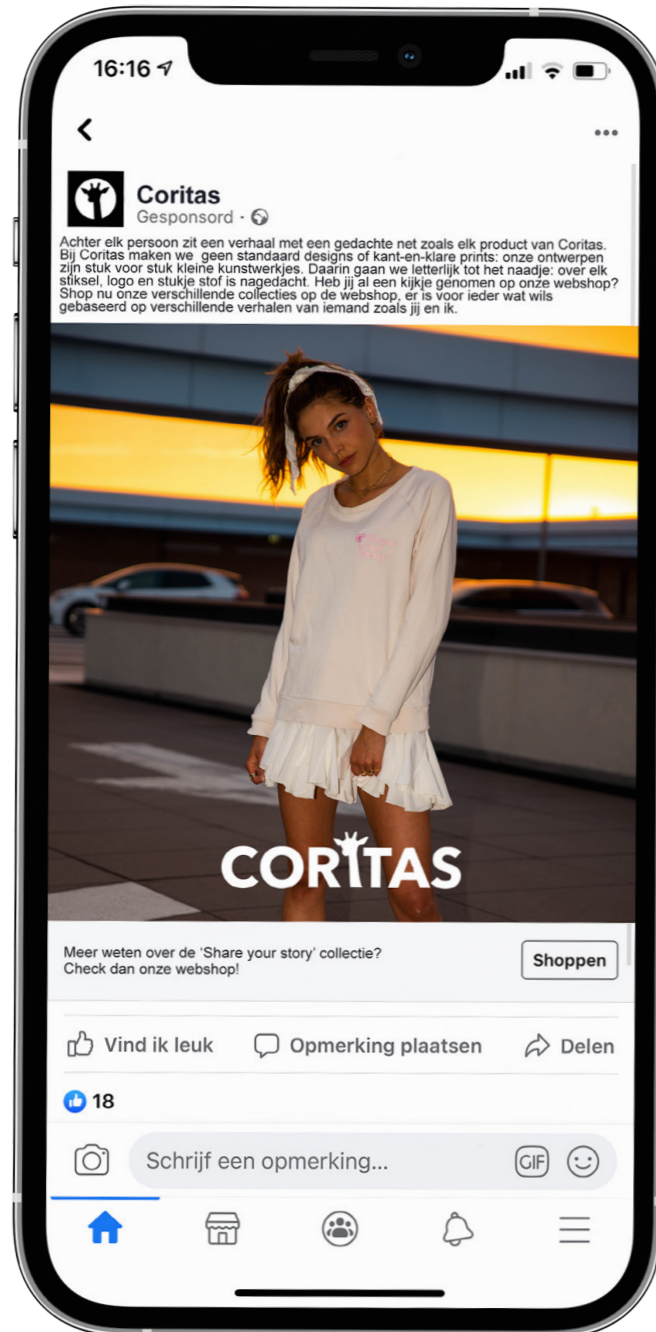 16:16
Coritas
Gesponsord ·
Achter elk persoon zit een verhaal met een gedachte net zoals elk product van Coritas.
Bij Coritas maken we geen standaard designs of kant-en-klare prints: onze ontwerpen
zijn stuk voor stuk kleine kunstwerkjes. Daarin gaan we letterlijk tot het naadje: over elk
stiksel, logo en stukje stof is nagedacht. Heb jij al een kijkje genomen op onze webshop?
Shop nu onze verschillende collecties op de webshop, er is voor ieder wat wils
gebaseerd op verschillende verhalen van iemand zoals jij en ik.
CORITAS
Meer weten over de ‘Share your story’ collectie?
Check dan onze webshop!
Shoppen
Vind ik leuk
Opmerking plaatsen
Delen
18
Schrijf een opmerking...
GIF